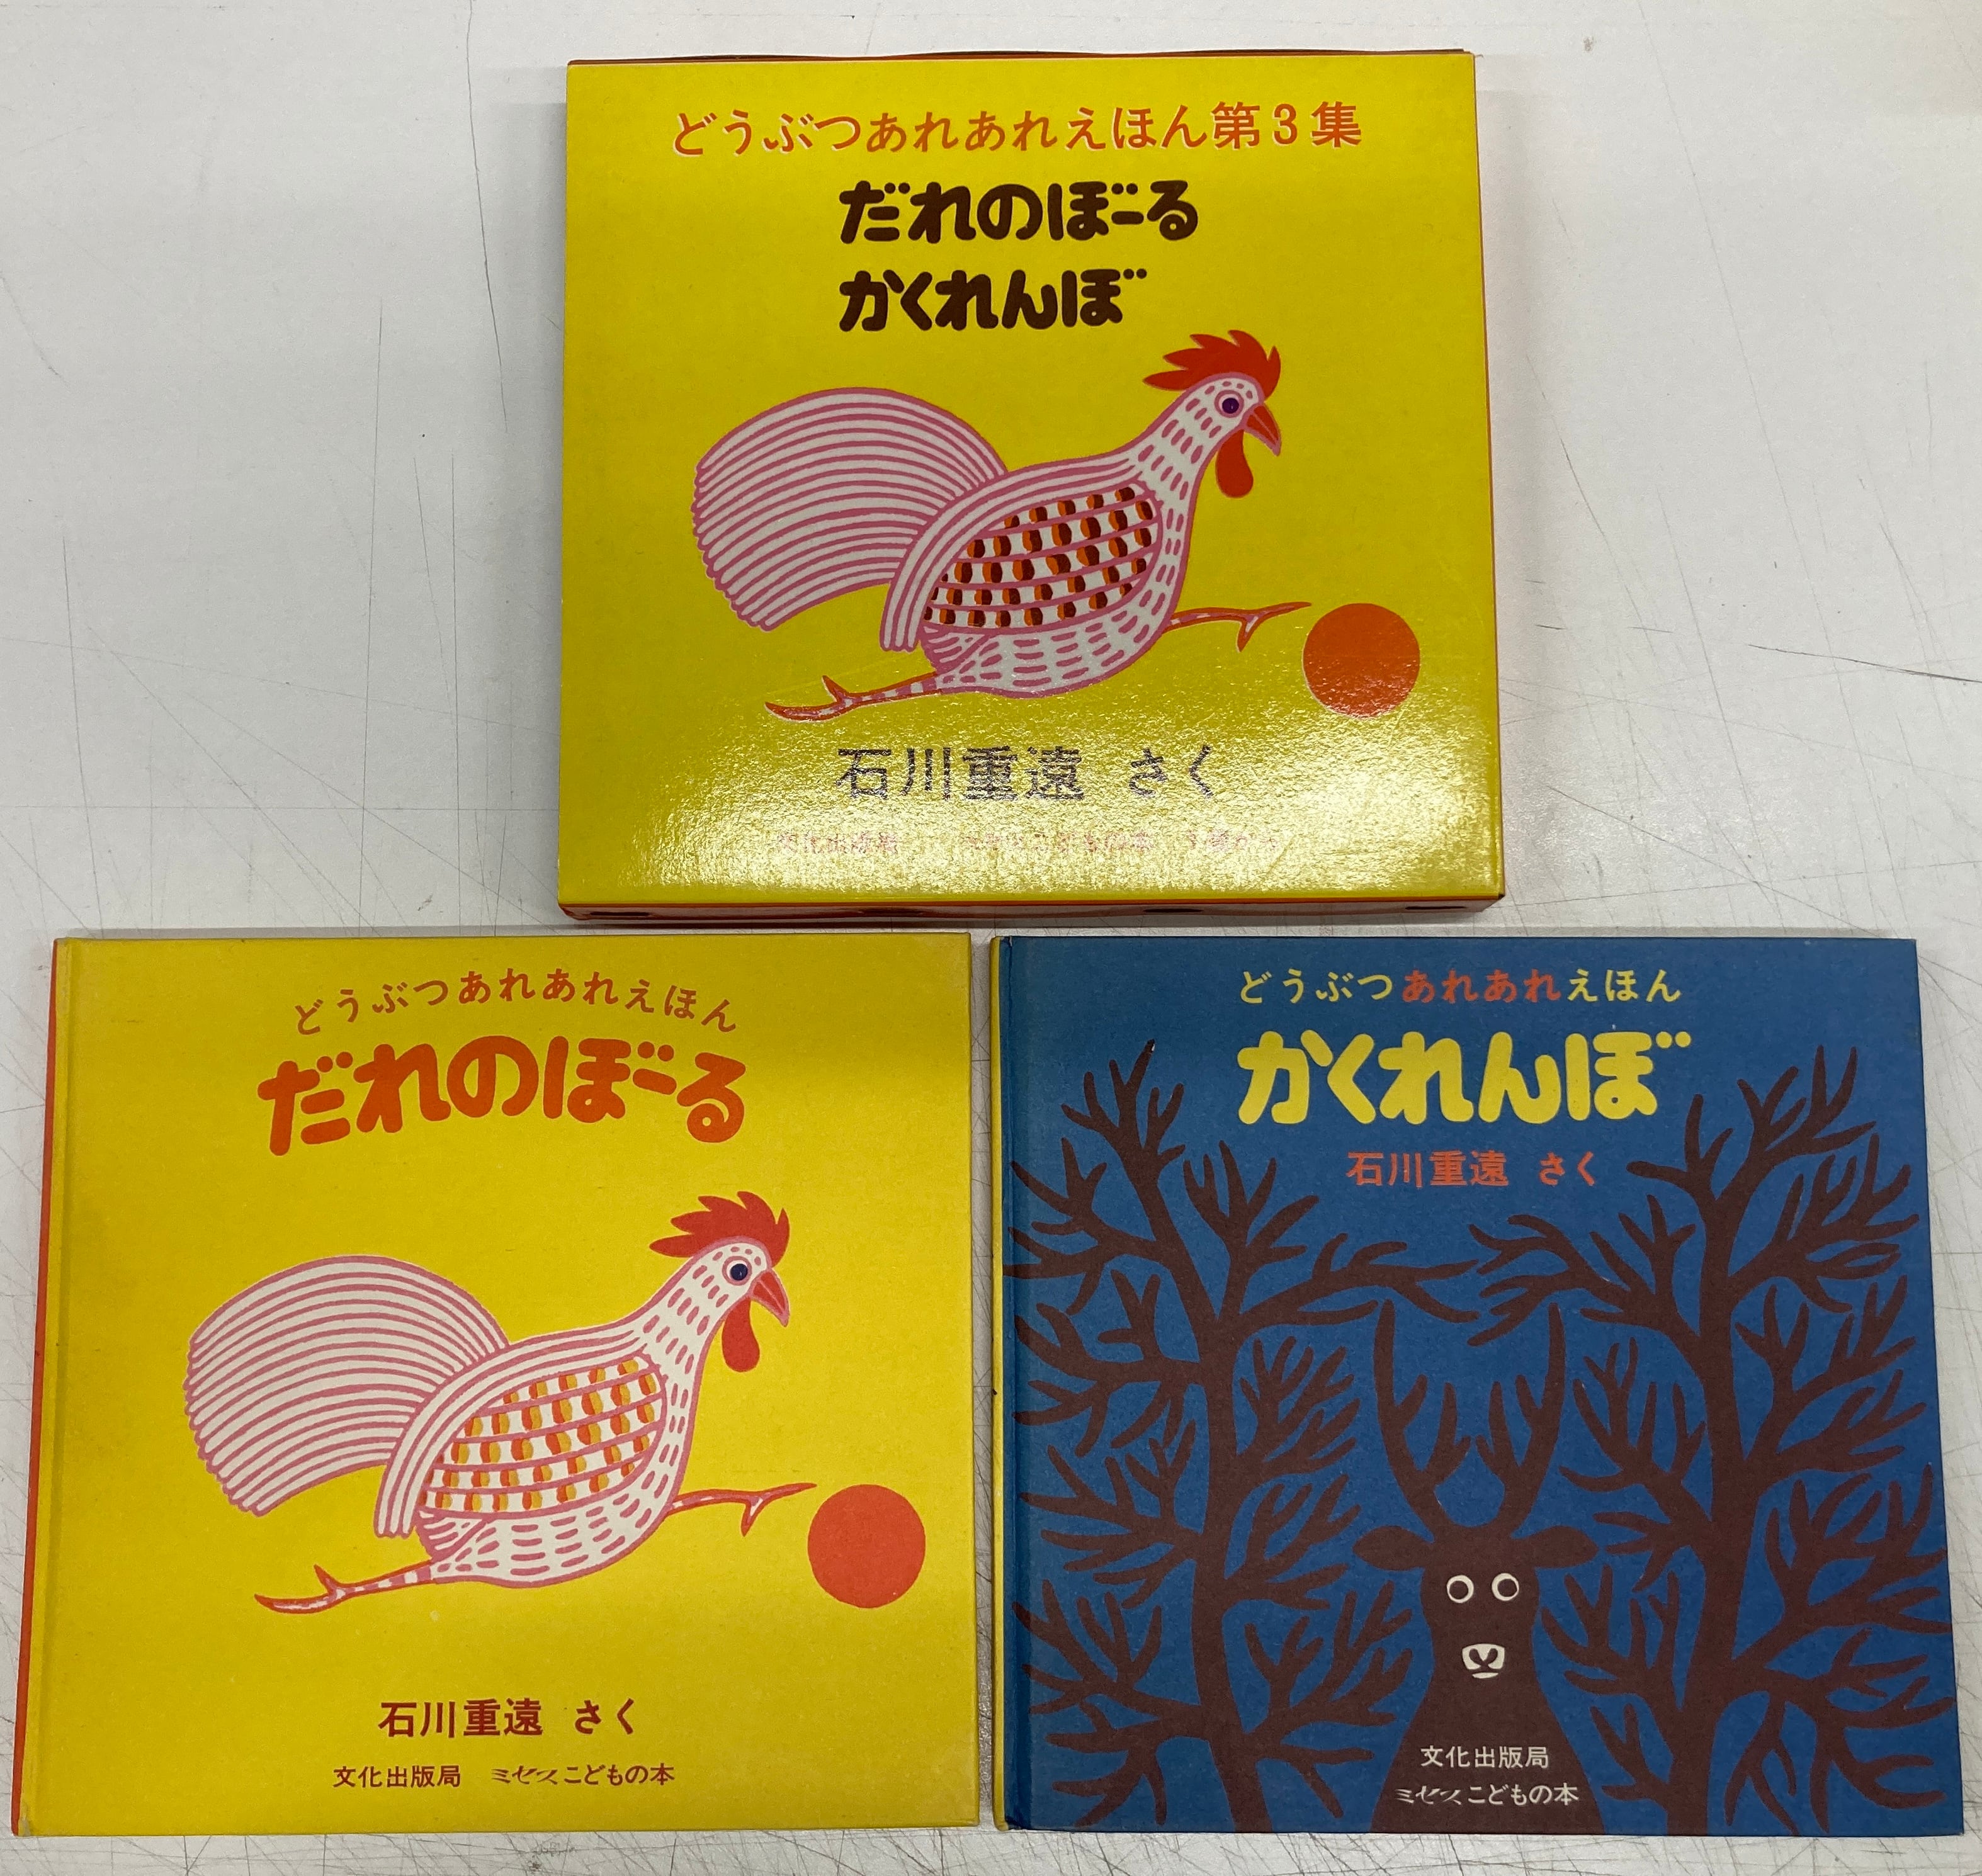 どうぶつあれあれえほん第3集
だれのぼーる
かくれんぼ
石川重遠 さく
文化出版局
どうぶつあれあれえほん
だれのぼーる
石川重遠 さく
文化出版局 ミセスこどもの本
どうぶつあれあれえほん
かくれんぼ
石川重遠 さく
文化出版局
ミセスこどもの本